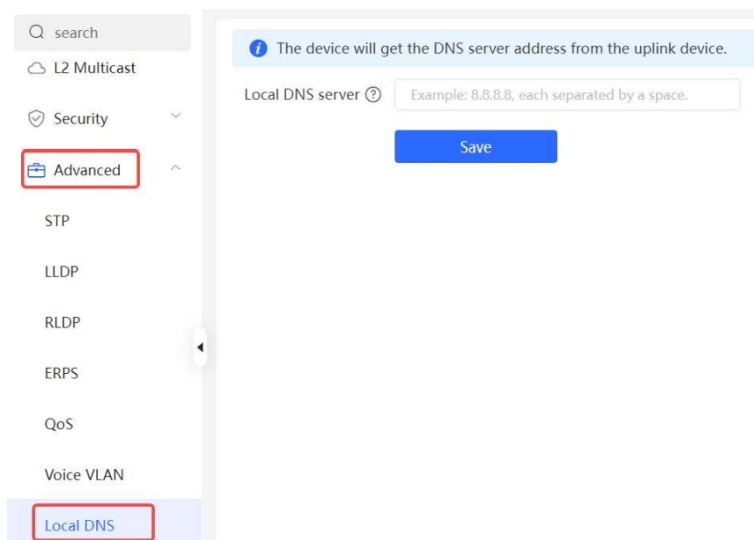 search
L2 Multicast
Security
Advanced
STP
LLDP
RLDP
ERPS
QoS
Voice VLAN
Local DNS
The device will get the DNS server address from the uplink device.
Local DNS server
Example: 8.8.8.8, each separated by a space.
Save